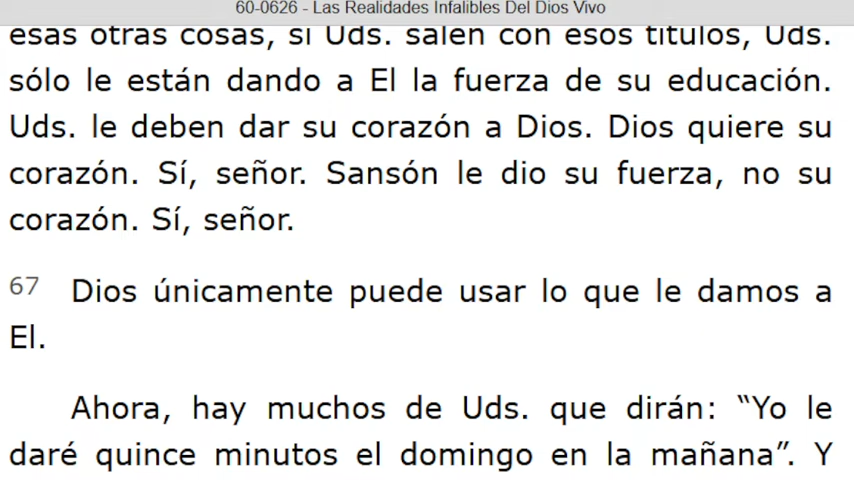 60-0626 - Las Realidades Infalibles Del Dios Vivo
esas otras cosas, si Uds. salen con esos títulos, Uds.
sólo le están dando a El la fuerza de su educación.
Uds. le deben dar su corazón a Dios. Dios quiere su
corazón. Sí, señor. Sansón le dio su fuerza, no su
corazón. Sí, señor.
67 Dios únicamente puede usar lo que le damos a
El.
Ahora, hay muchos de Uds. que dirán: “Yo le
daré quince minutos el domingo en la mañana”. Y